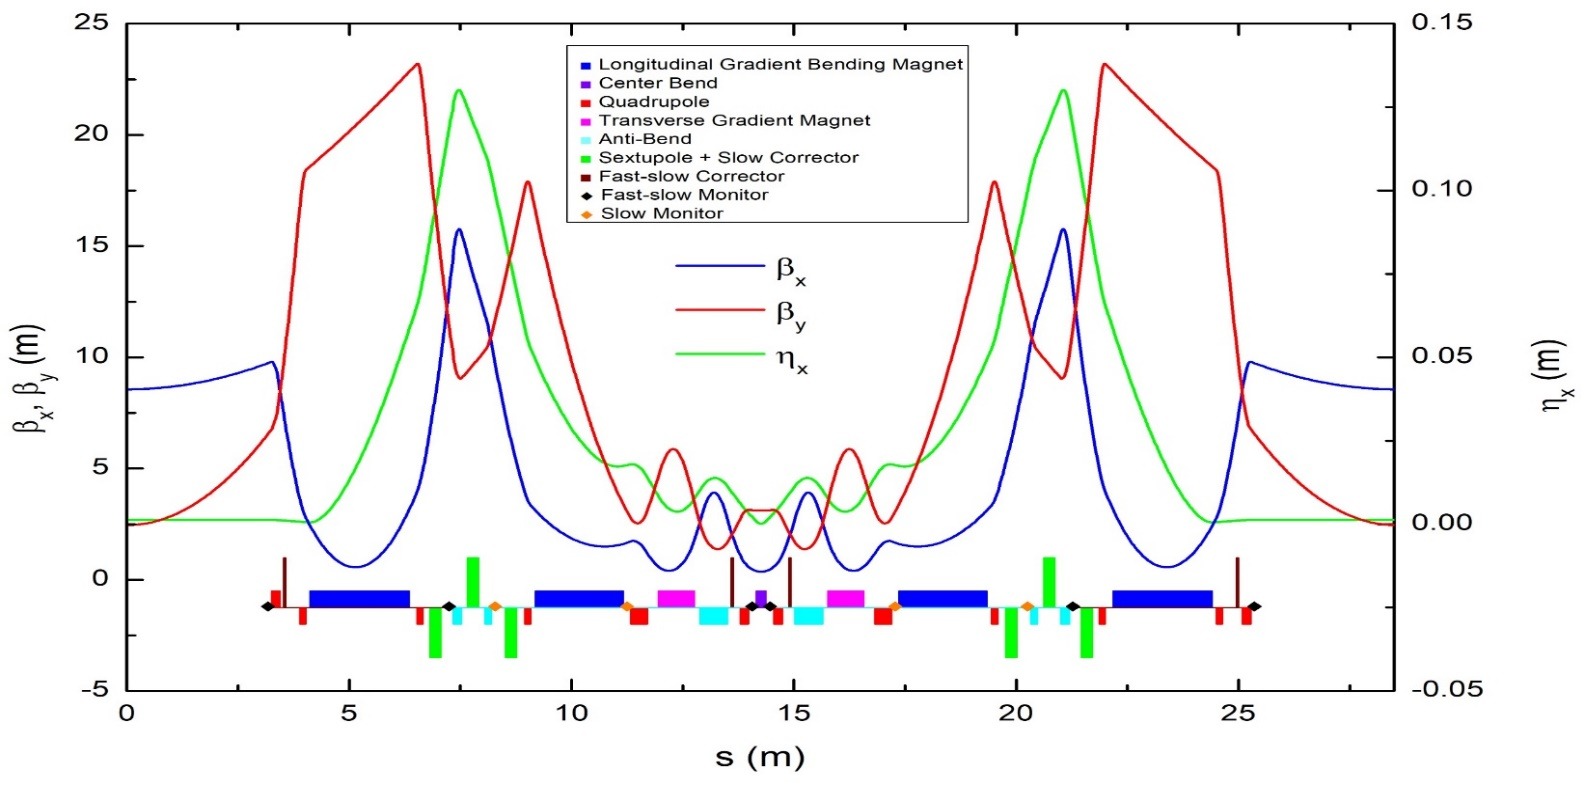 25
20
15
10
5
0
-5
0.15
0.10
0.05
0.00
-0.05
0
5
10
15
20
25
s (m)
βx, βy (m)
ηx (m)
Longitudinal Gradient Bending Magnet
Center Bend
Quadrupole
Transverse Gradient Magnet
Anti-Bend
Sextupole + Slow Corrector
Fast-slow Corrector
Fast-slow Monitor
Slow Monitor
βx
βy
ηx